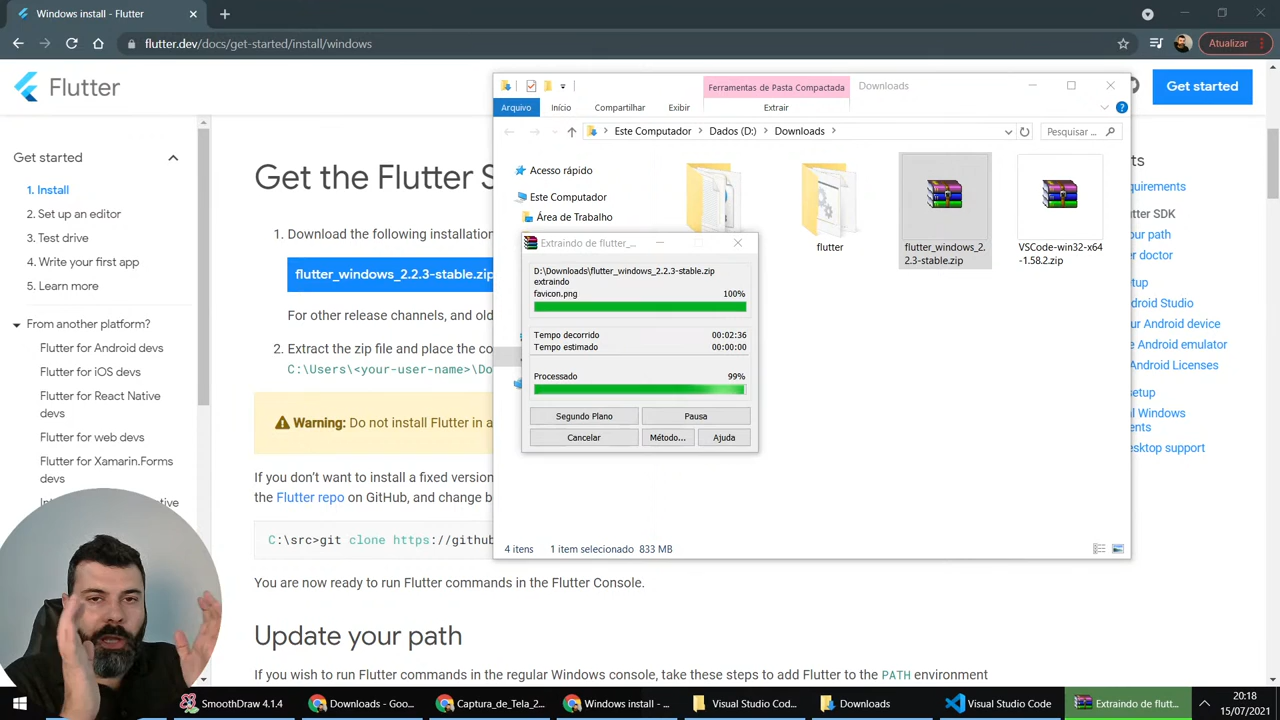 Windows install - Flutter
flutter.dev/docs/get-started/install/windows
Atualizar
Flutter
Get started
Get started
1. Install
2. Set up an editor
3. Test drive
4. Write your first app
5. Learn more
From another platform?
Flutter for Android devs
Flutter for iOS devs
Flutter for React Native
devs
Flutter for web devs
Flutter for Xamarin.Forms
devs
Get the Flutter S
1. Download the following installation
flutter_windows_2.2.3-stable.zip
For other release channels, and old
2. Extract the zip file and place the co
C:\Users\<your-user-name>\Do
Warning: Do not install Flutter in a
If you don't want to install a fixed version
the Flutter repo on GitHub, and change b
C:\src>git clone https://github
You are now ready to run Flutter commands in the Flutter Console.
Update your path
If you wish to run Flutter commands in the regular Windows console, take these steps to add Flutter to the PATH environment
ts
quirements
utter SDK
our path
er doctor
etup
droid Studio
ur Android device
e Android emulator
Android Licenses
setup
al Windows
ents
esktop support
Ferramentas de Pasta Compactada
Downloads
Arquivo
Início
Compartilhar
Exibir
Extrair
Este Computador
Dados (D:)
Downloads
Pesquisar ...
Acesso rápido
Este Computador
Área de Trabalho
flutter
flutter_windows_2.
2.3-stable.zip
VSCode-win32-x64
-1.58.2.zip
4 itens
1 item selecionado 833 MB
Extraindo de flutter_...
D:\Downloads\flutter_windows_2.2.3-stable.zip
extraindo
favicon.png 100%
Tempo decorrido 00:02:36
Tempo estimado 00:00:00
Processado 99%
Segundo Plano
Pausa
Cancelar
Método...
Ajuda
SmoothDraw 4.1.4
Downloads - Goo...
Captura_de_Tela_2...
Windows install - ...
Visual Studio Cod...
Downloads
Visual Studio Code
Extraindo de flutt...
20:18
15/07/2021